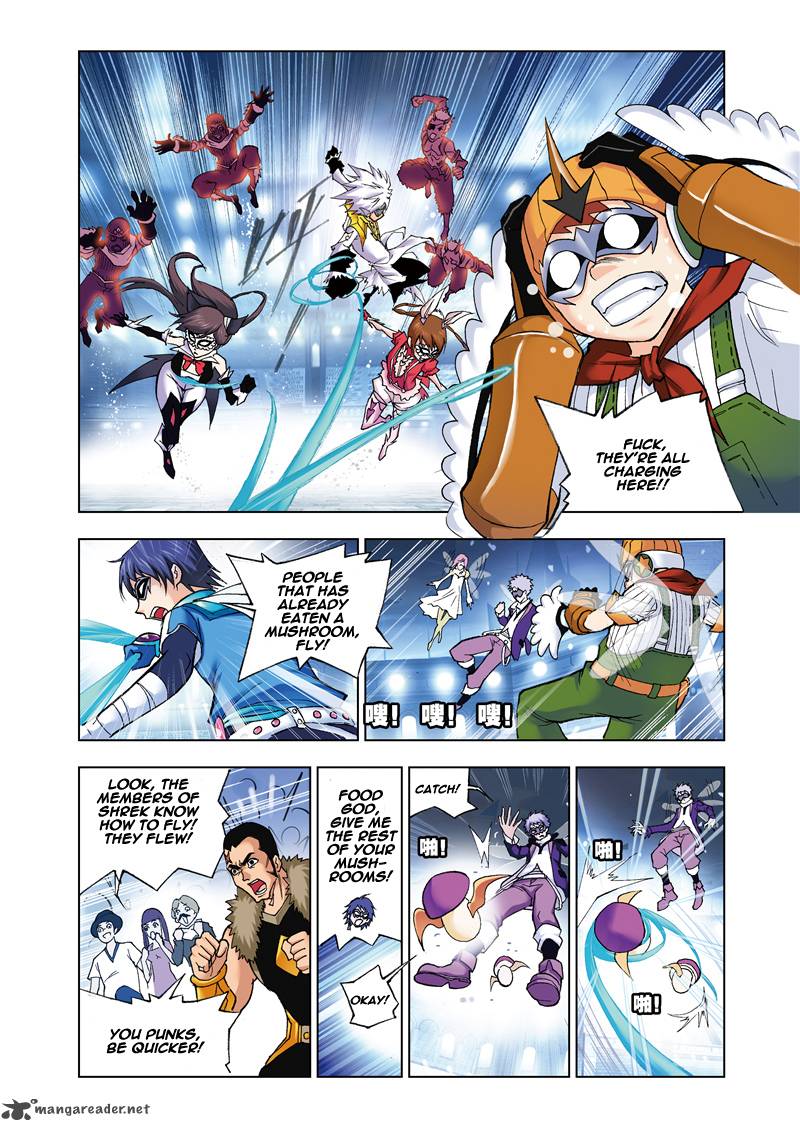 呼
FUCK,
THEY'RE ALL
CHARGING
HERE!!
PEOPLE
THAT HAS
ALREADY
EATEN A
MUSHROOM,
FLY!
嗖! 嗖! 嗖!
LOOK, THE
MEMBERS OF
SHREK KNOW
HOW TO FLY!
THEY FLEW!
YOU PUNKS,
BE QUICKER!
FOOD
GOD,
GIVE ME
THE REST
OF YOUR
MUSH-
ROOMS!
OKAY!
CATCH!
啪!
啪!
啪!
mangareader.net